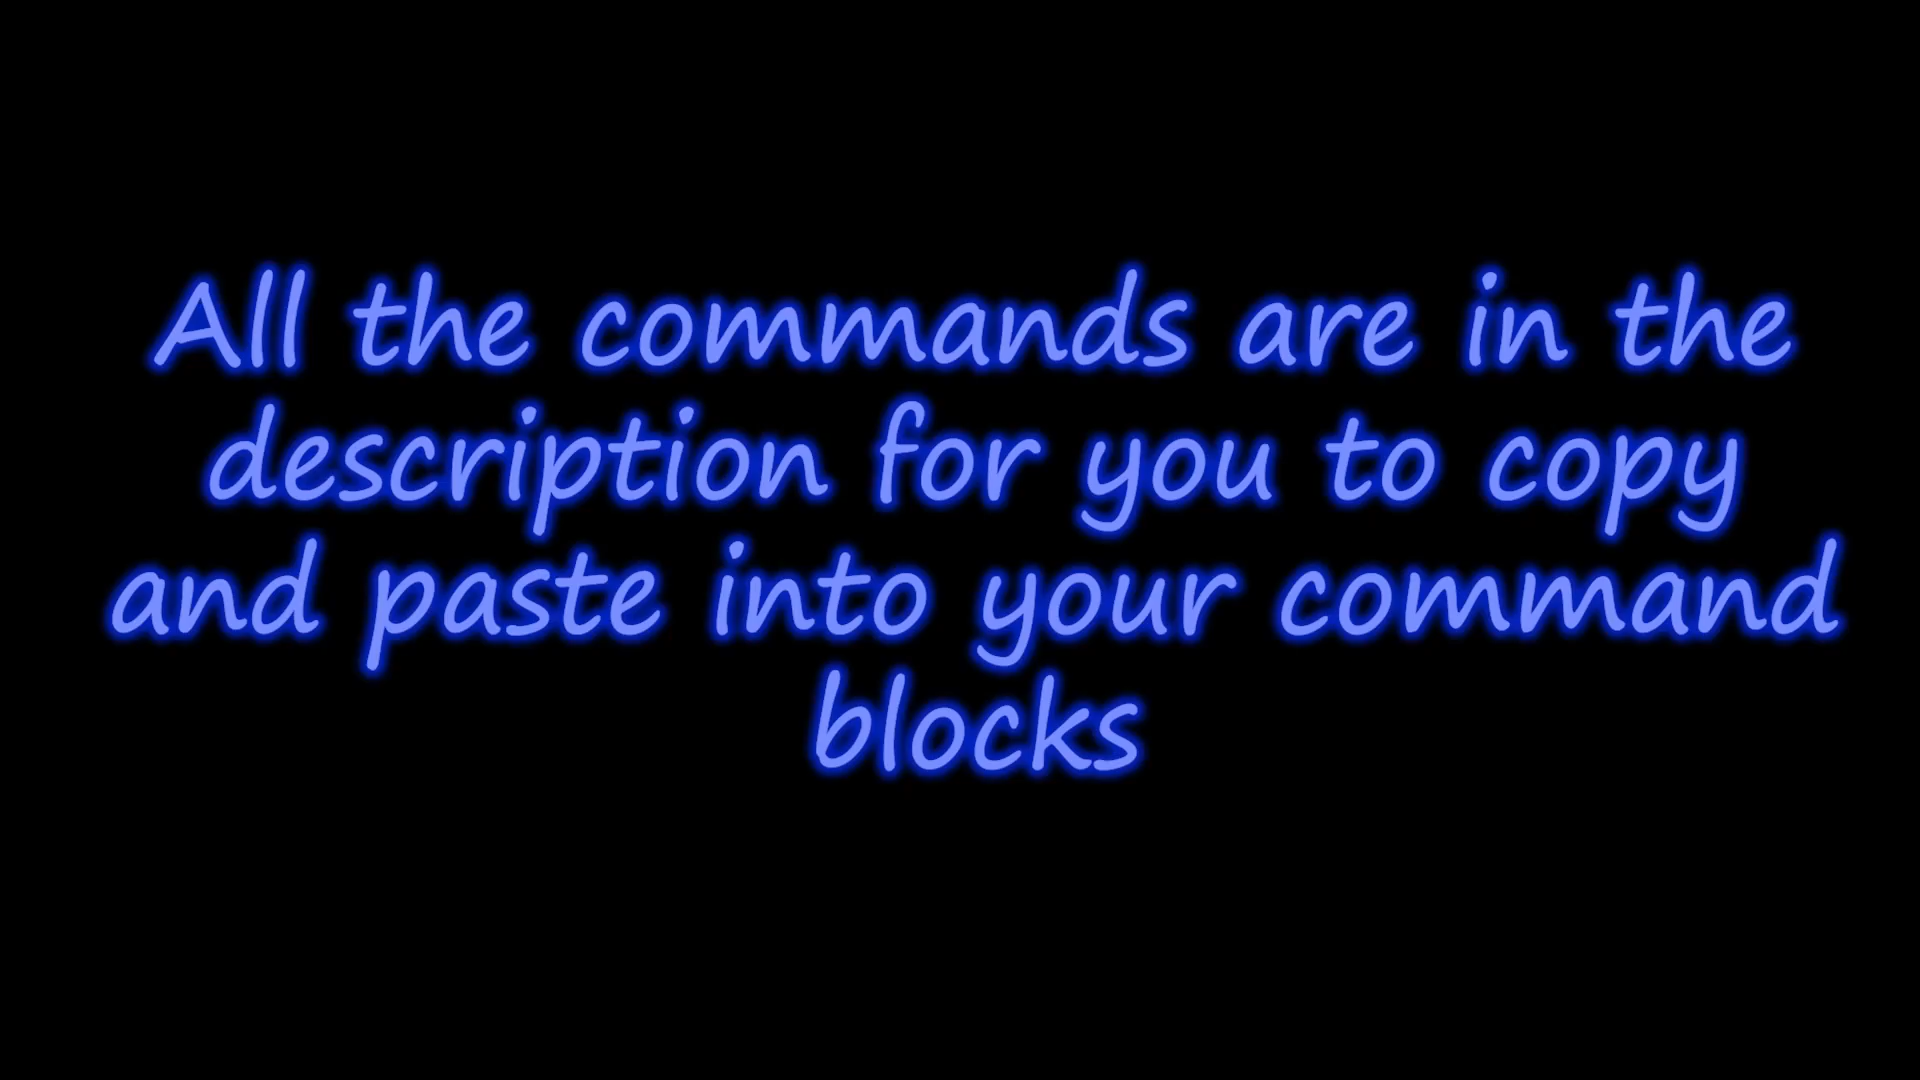 All the commands are in the
description for you to copy
and paste into your command
blocks